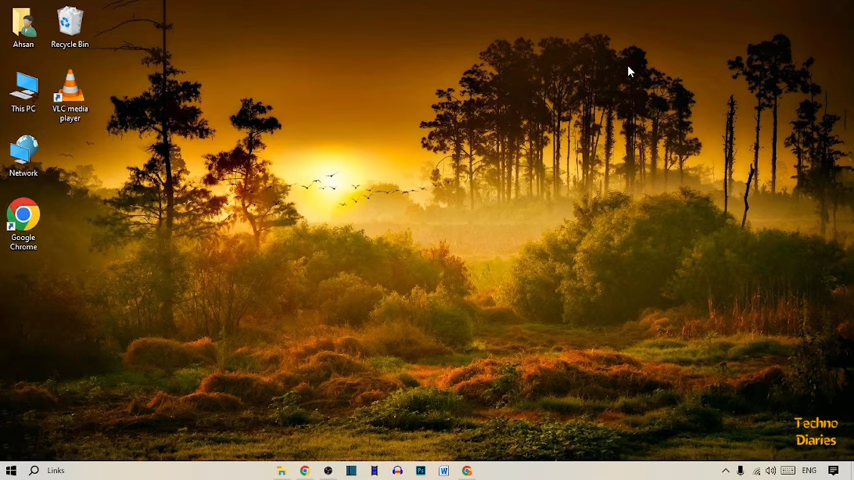 Ahsan
Recycle Bin
This PC
VLC media
player
Network
Google
Chrome
Techno
Diaries
Links
ENG